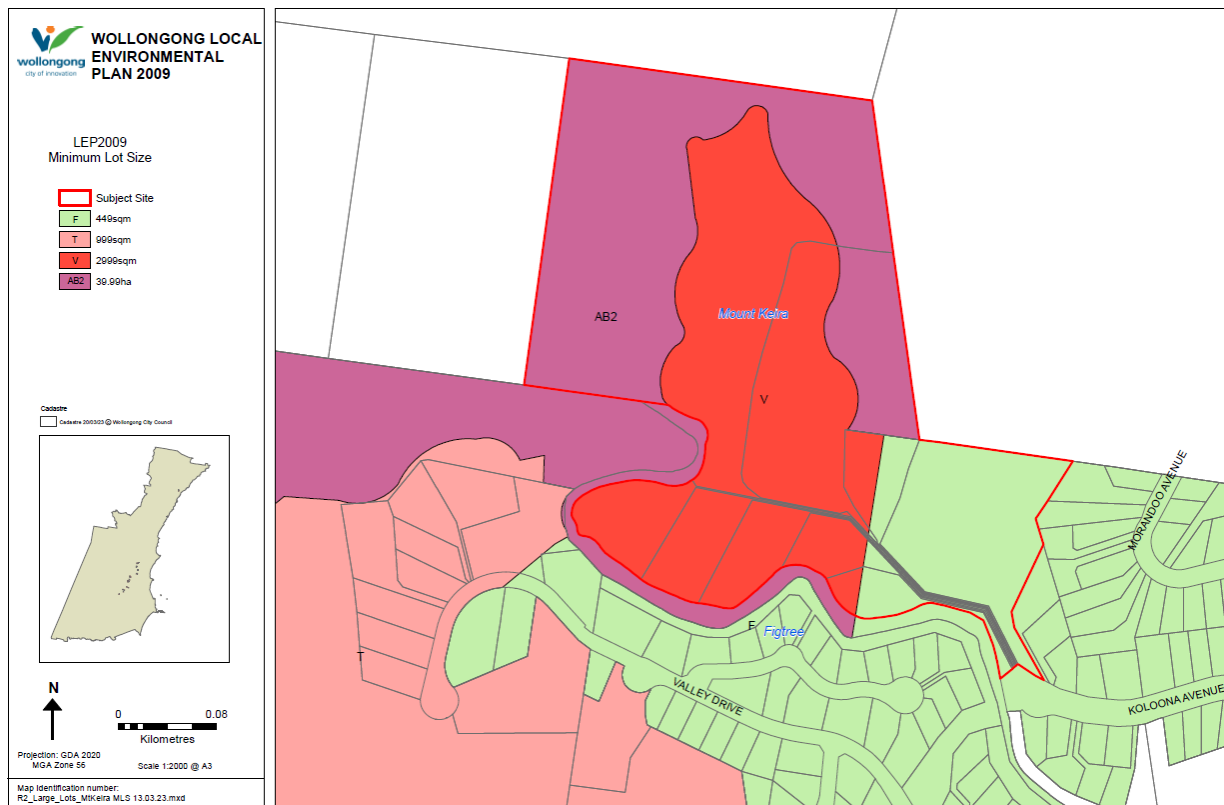 wollongong
city of innovation
WOLLONGONG LOCAL
ENVIRONMENTAL
PLAN 2009
LEP2009
Minimum Lot Size
Subject Site
F 449sqm
T 999sqm
V 2999sqm
AB2 39.99ha
Cadastre
Cadastre 20/03/23 © Wollongong City Council
N
0 0.08
Kilometres
Projection: GDA 2020
MGA Zone 56
Scale 1:2000 @ A3
Map Identification number:
R2_Large_Lots_MtKeira MLS 13.03.23.mxd
AB2
Mount Keira
V
MORANDOO AVENUE
F
Figtree
T
VALLEY DRIVE
KOLOONA AVENUE